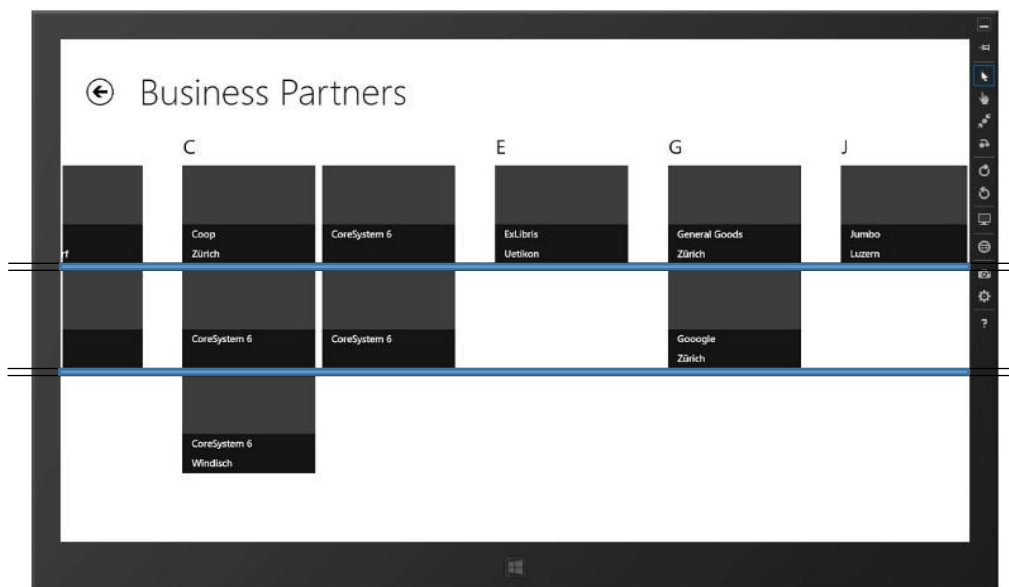 Business Partners
C
E
G
J
rf
Coop
Zürich
CoreSystem 6
ExLibris
Uetikon
General Goods
Zürich
Jumbo
Luzern
CoreSystem 6
CoreSystem 6
Gooogle
Zürich
CoreSystem 6
Windisch
?